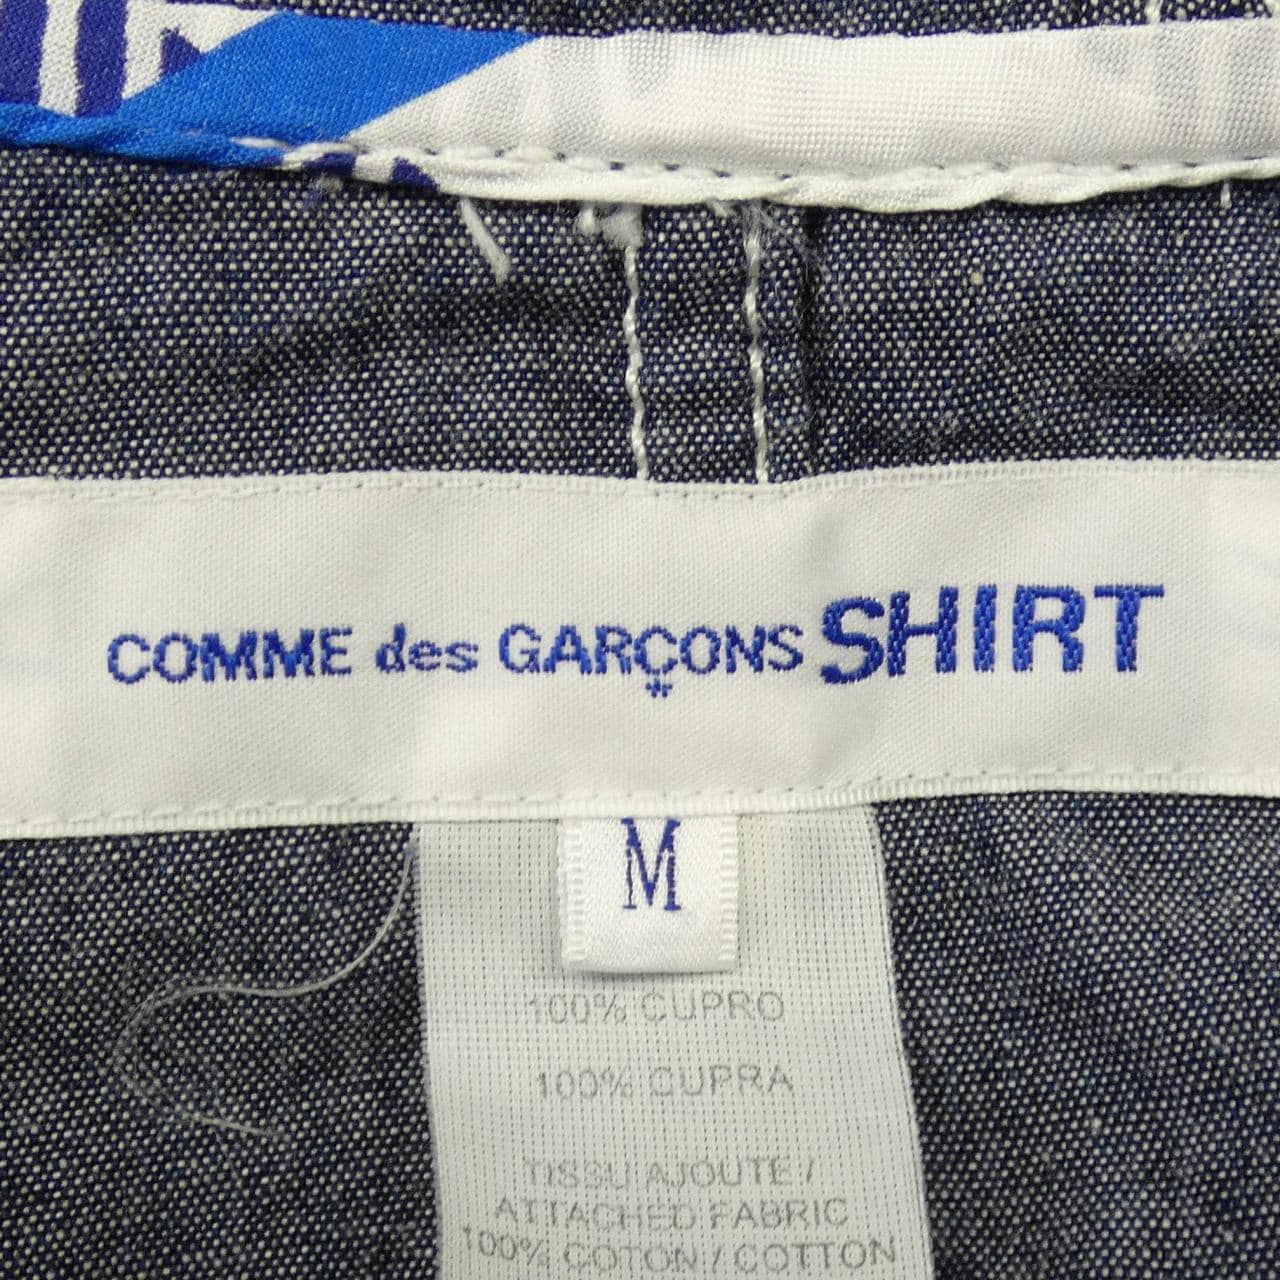 COMME des GARÇONS SHIRT
M
100% CUPRO
100% CUPRA
TISSU AJOUTE /
ATTACHED FABRIC
100% COTON / COTTON